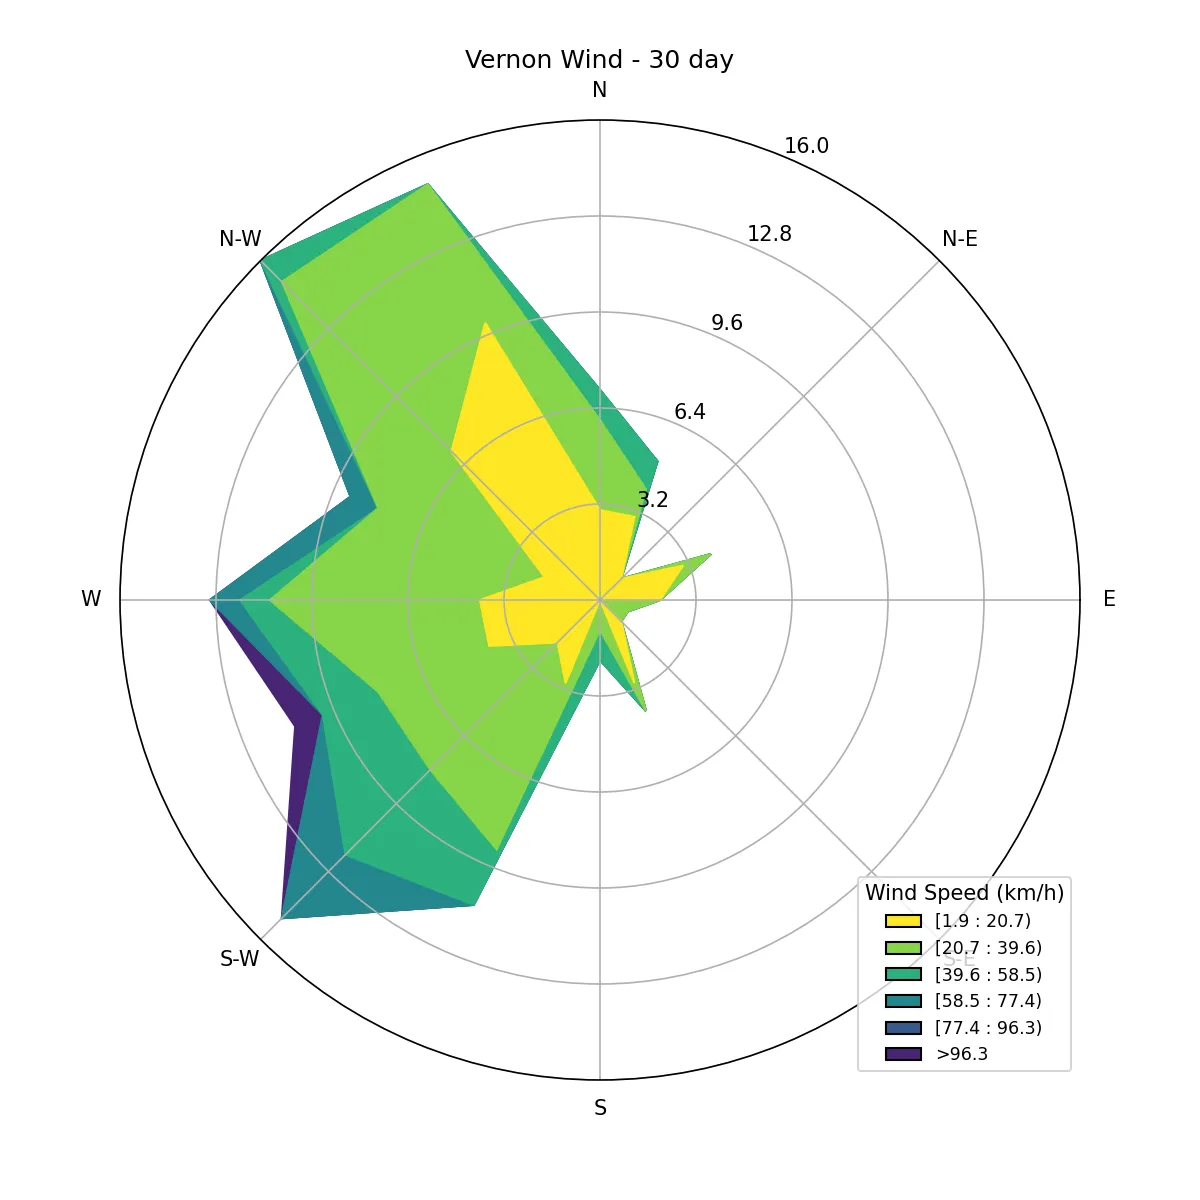 Vernon Wind - 30 day
N
16.0
12.8
N-W
N-E
9.6
6.4
3.2
W
E
S-W
S-E
S
Wind Speed (km/h)
[1.9 : 20.7)
[20.7 : 39.6)
[39.6 : 58.5)
[58.5 : 77.4)
[77.4 : 96.3)
>96.3